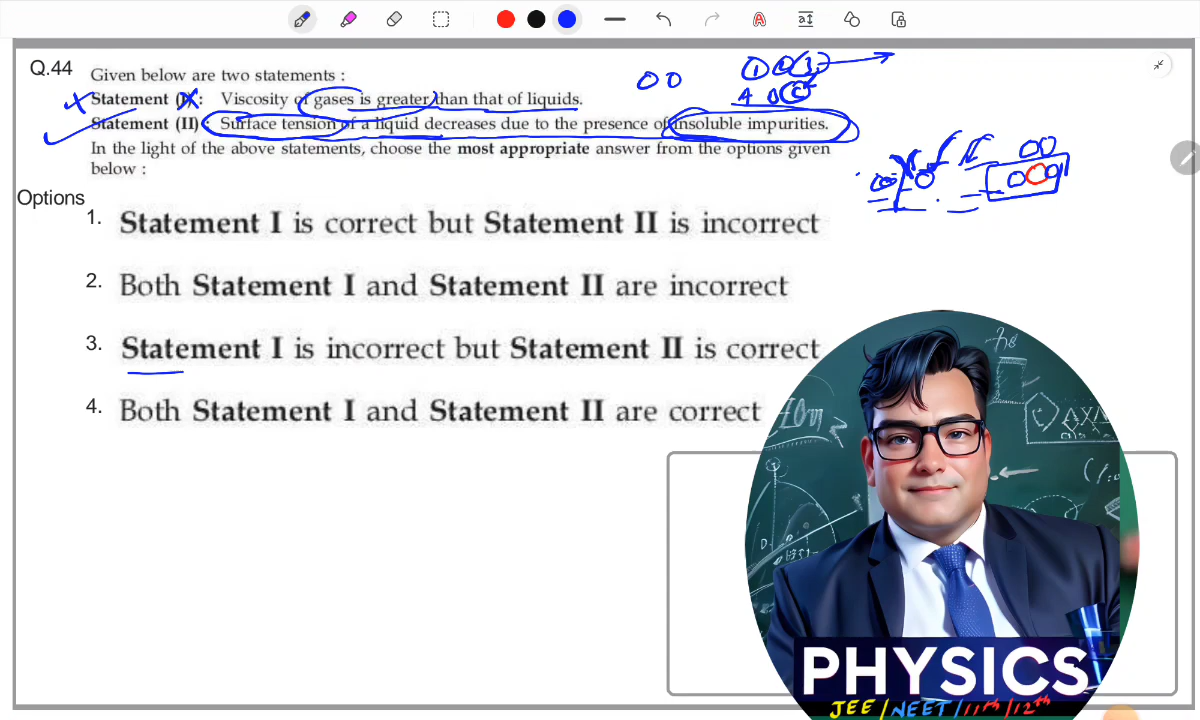 Q.44
Given below are two statements :
Statement (I) : Viscosity of gases is greater than that of liquids.
Statement (II) : Surface tension of a liquid decreases due to the presence of insoluble impurities.
In the light of the above statements, choose the most appropriate answer from the options given
below :
Options
1. Statement I is correct but Statement II is incorrect
2. Both Statement I and Statement II are incorrect
3. Statement I is incorrect but Statement II is correct
4. Both Statement I and Statement II are correct
PHYSICS
JEE / NEET / 11th / 12th